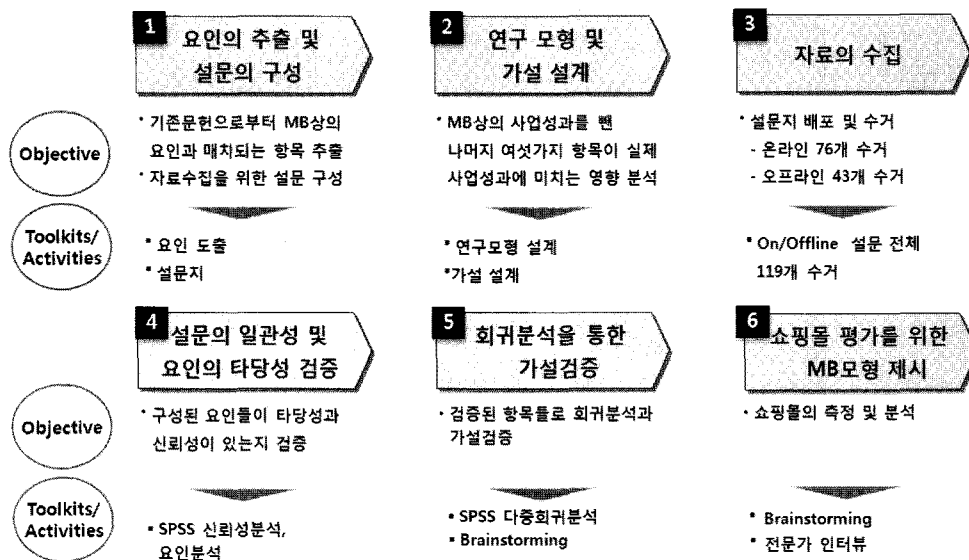 1
요인의 추출 및
설문의 구성
2
연구 모형 및
가설 설계
3
자료의 수집
Objective
* 기존문헌으로부터 MB상의
요인과 매치되는 항목 추출
* 자료수집을 위한 설문 구성
* MB상의 사업성과를 뺀
나머지 여섯가지 항목이 실제
사업성과에 미치는 영향 분석
* 설문지 배포 및 수거
- 온라인 76개 수거
- 오프라인 43개 수거
Toolkits/
Activities
▪ 요인 도출
▪ 설문지
* 연구모형 설계
*가설 설계
* On/Offline 설문 전체
119개 수거
4
설문의 일관성 및
요인의 타당성 검증
5
회귀분석을 통한
가설검증
6
쇼핑몰 평가를 위한
MB모형 제시
Objective
* 구성된 요인들이 타당성과
신뢰성이 있는지 검증
· 검증된 항목들로 회귀분석과
가설검증
· 쇼핑몰의 측정 및 분석
Toolkits/
Activities
▪ SPSS 신뢰성분석,
요인분석
▪ SPSS 다중회귀분석
▪ Brainstorming
* Brainstorming
* 전문가 인터뷰